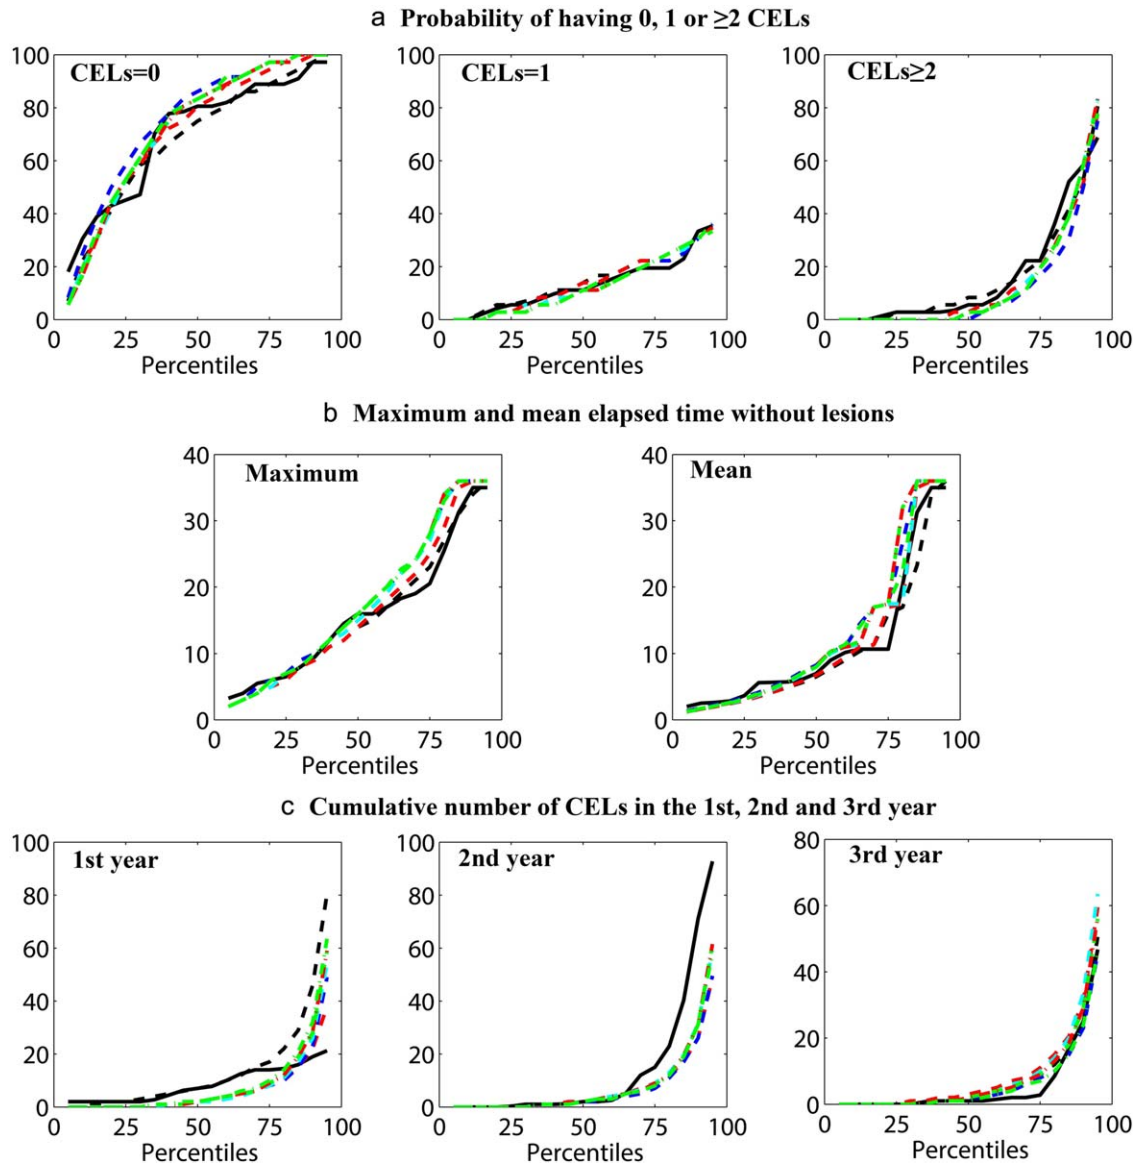 a Probability of having 0, 1 or ≥2 CELs
CELs=0
100
80
60
40
20
0
0 25 50 75 100
Percentiles
CELs=1
100
80
60
40
20
0
0 25 50 75 100
Percentiles
CELs≥2
100
80
60
40
20
0
0 25 50 75 100
Percentiles
b Maximum and mean elapsed time without lesions
Maximum
40
30
20
10
0
0 25 50 75 100
Percentiles
Mean
40
30
20
10
0
0 25 50 75 100
Percentiles
c Cumulative number of CELs in the 1st, 2nd and 3rd year
1st year
100
80
60
40
20
0
0 25 50 75 100
Percentiles
2nd year
100
80
60
40
20
0
0 25 50 75 100
Percentiles
3rd year
80
60
40
20
0
0 25 50 75 100
Percentiles